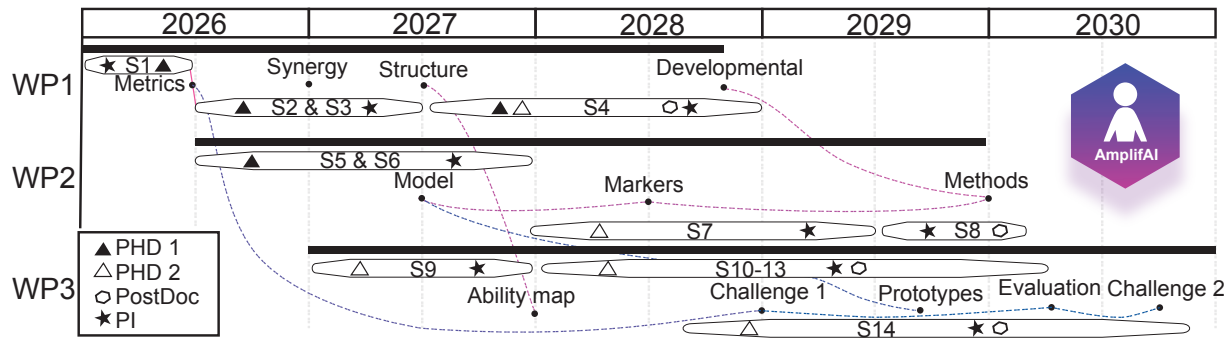 2026 2027 2028 2029 2030
WP1
S1
Metrics
Synergy
Structure
Developmental
S2 & S3
S4
AmplifAI
WP2
S5 & S6
Model
Markers
Methods
S7
S8
PHD 1
PHD 2
PostDoc
PI
WP3
S9
S10-13
Ability map
Challenge 1
Prototypes
Evaluation
Challenge 2
S14